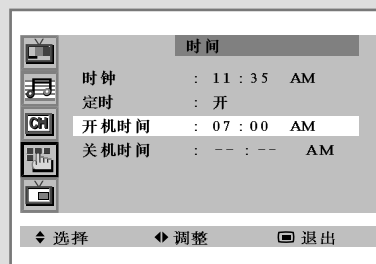 时间
时钟 : 11 : 35 AM
定时 : 开
开机时间 : 07 : 00 AM
CH
关机时间 : -- : -- AM
选择 调整 退出